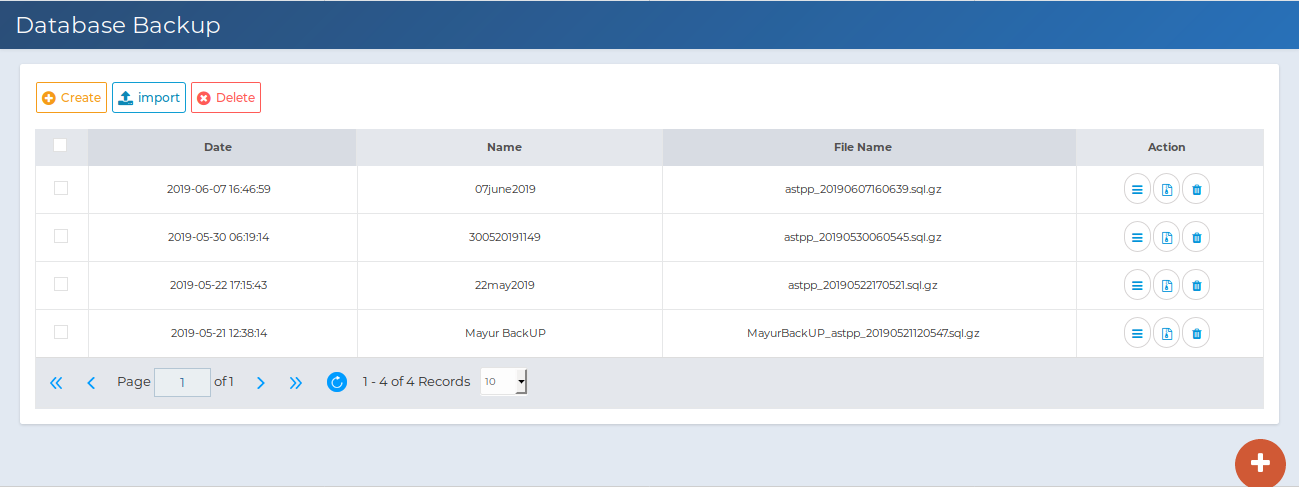 Database Backup
Create import Delete
Date Name File Name Action
2019-06-07 16:46:59 07june2019 astpp_20190607160639.sql.gz
2019-05-30 06:19:14 300520191149 astpp_20190530060545.sql.gz
2019-05-22 17:15:43 22may2019 astpp_20190522170521.sql.gz
2019-05-21 12:38:14 Mayur BackUP MayurBackUP_astpp_20190521120547.sql.gz
Page 1 of 1 1 - 4 of 4 Records 10